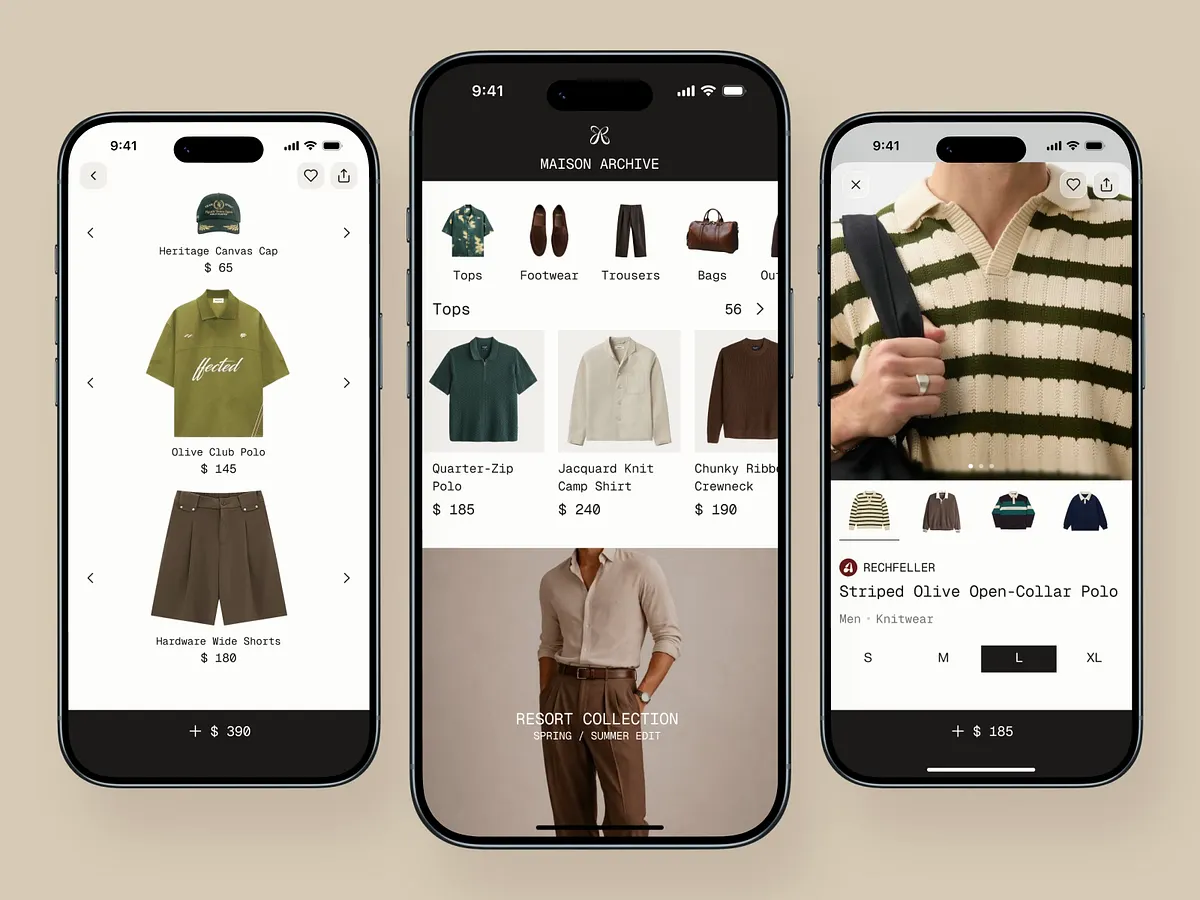 9:41
Heritage Canvas Cap
$ 65
ffected
Olive Club Polo
$ 145
Hardware Wide Shorts
$ 180
+ $ 390
9:41
MAISON ARCHIVE
Tops
Footwear
Trousers
Bags
Ou
Tops
56
Quarter-Zip
Polo
$ 185
Jacquard Knit
Camp Shirt
$ 240
Chunky Ribb
Crewneck
$ 190
RESORT COLLECTION
SPRING / SUMMER EDIT
9:41
RECHFELLER
Striped Olive Open-Collar Polo
Men · Knitwear
S
M
L
XL
+ $ 185